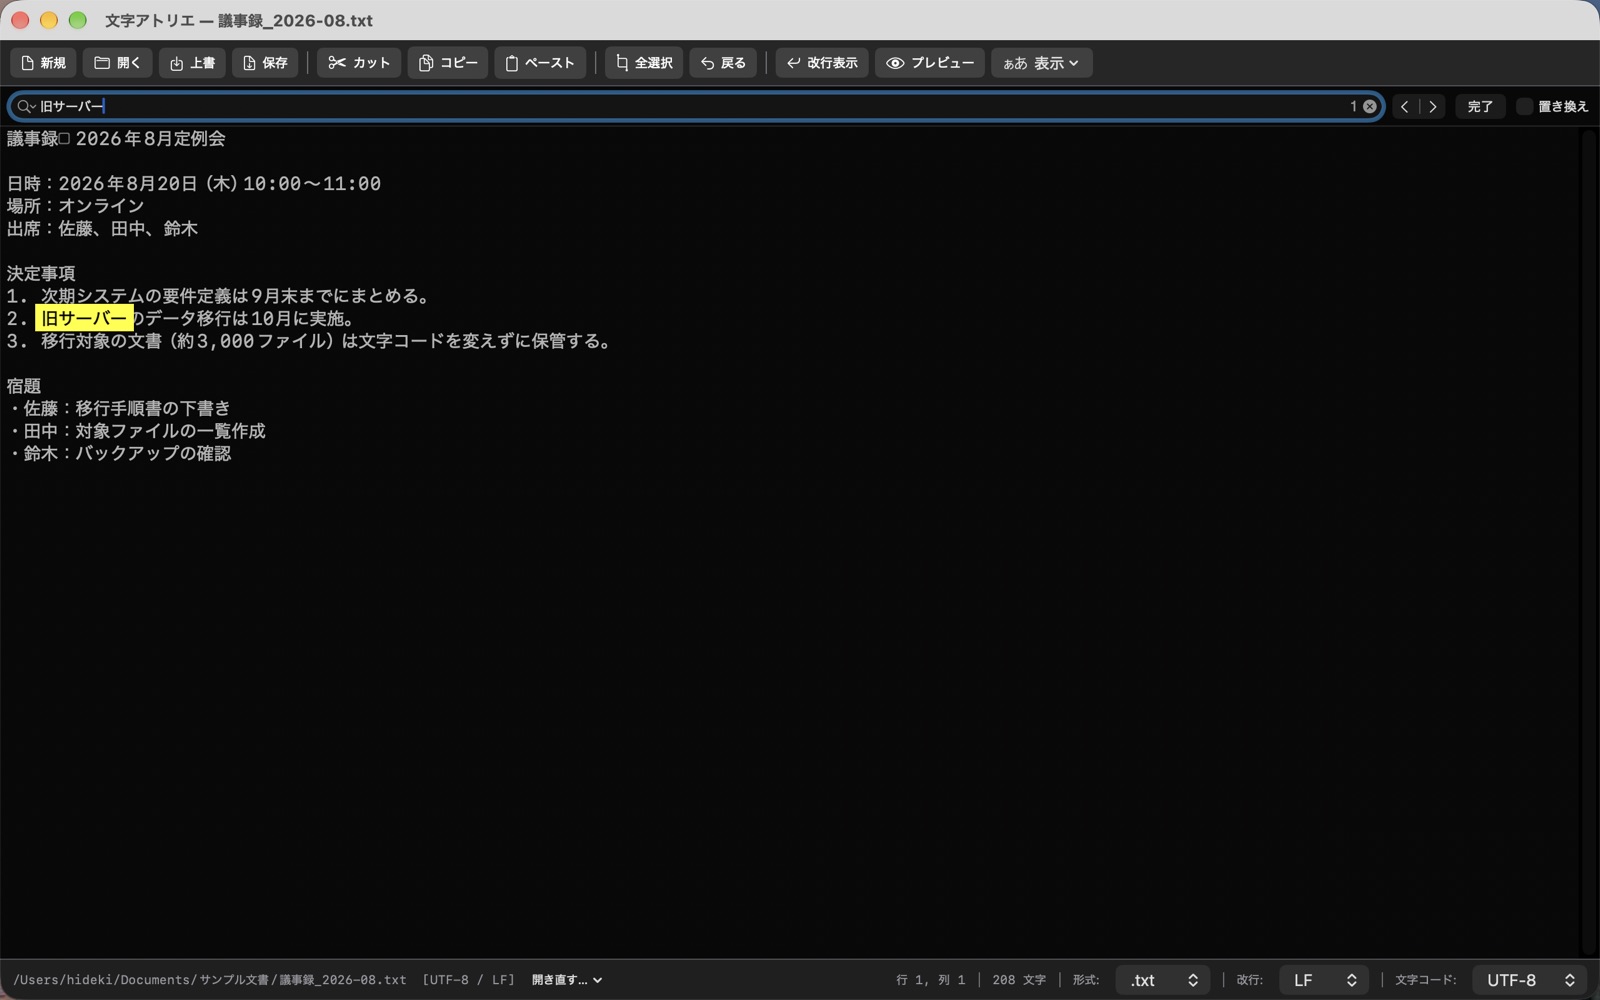 文字アトリエ — 議事録_2026-08.txt
新規 開く 上書 保存 カット コピー ペースト 全選択 戻る 改行表示 プレビュー ああ 表示
旧サーバー 1 完了 置き換え
議事録□ 2026年8月定例会
日時：2026年8月20日（木）10:00〜11:00
場所：オンライン
出席：佐藤、田中、鈴木
決定事項
1. 次期システムの要件定義は9月末までにまとめる。
2. 旧サーバーのデータ移行は10月に実施。
3. 移行対象の文書（約3,000ファイル）は文字コードを変えずに保管する。
宿題
・佐藤：移行手順書の下書き
・田中：対象ファイルの一覧作成
・鈴木：バックアップの確認
/Users/hideki/Documents/サンプル文書/議事録_2026-08.txt [UTF-8 / LF] 開き直す... 行 1, 列 1 208 文字 形式: .txt 改行: LF 文字コード: UTF-8